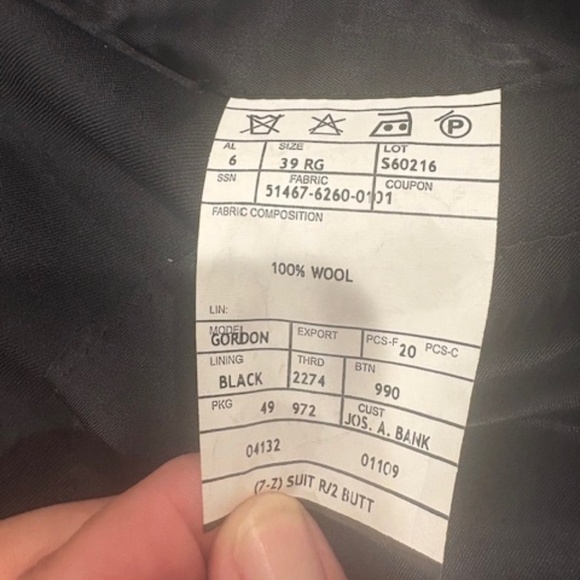 P
AL SIZE LOT
6 39 RG S60216
SSN FABRIC COUPON
51467-6260-0101
FABRIC COMPOSITION
100% WOOL
LIN:
MODEL EXPORT PCS-F 20 PCS-C
GORDON
LINING THRD BTN
BLACK 2274 990
PKG 49 972 CUST
JOS. A. BANK
04132 01109
(7-Z) SUIT R/2 BUTT